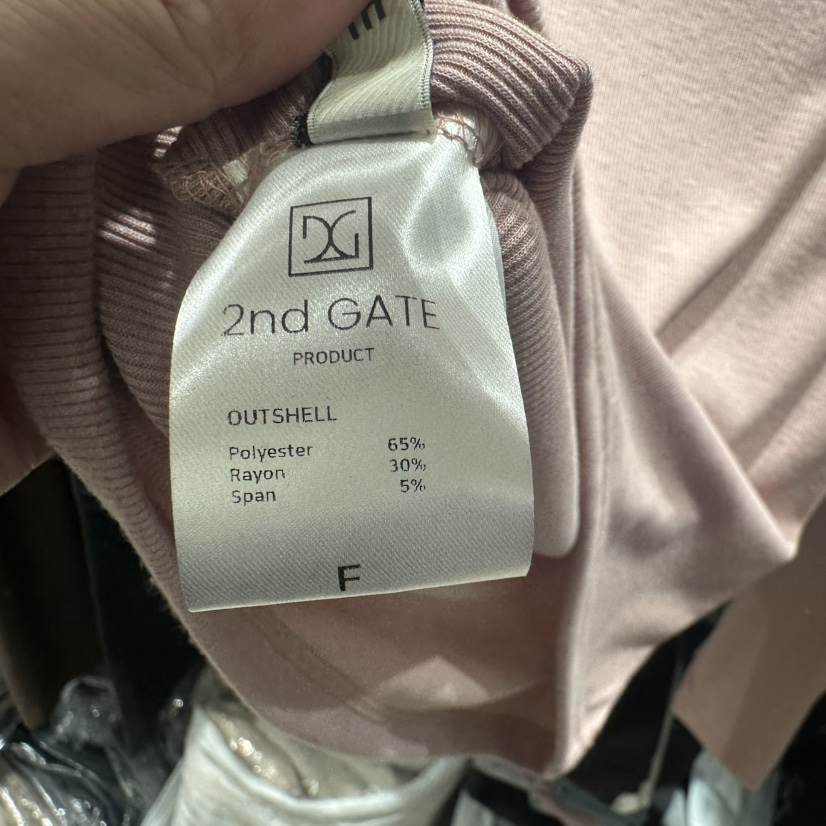 2nd GATE
PRODUCT
OUTSHELL
Polyester 65%
Rayon 30%
Span 5%
F